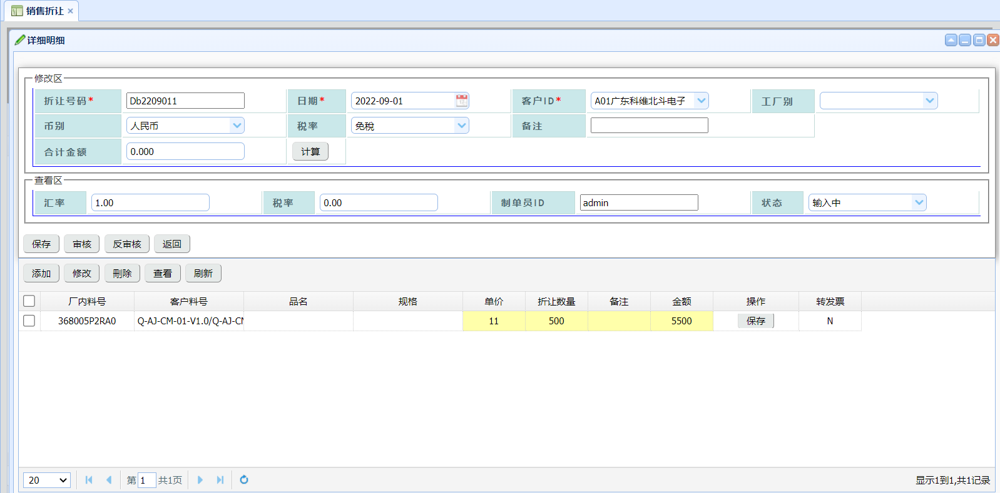 销售折让
详细明细
修改区
折让号码* Db2209011 日期* 2022-09-01 客户ID* A01广东科维北斗电子 工厂别
币别 人民币 税率 免税 备注
合计金额 0.000 计算
查看区
汇率 1.00 税率 0.00 制单员ID admin 状态 输入中
保存 审核 反审核 返回
添加 修改 删除 查看 刷新
厂内料号 客户料号 品名 规格 单价 折让数量 备注 金额 操作 转发票
368005P2RA0 Q-AJ-CM-01-V1.0/Q-AJ-CM 11 500 5500 保存 N
20 第 1 共1页 显示1到1,共1记录